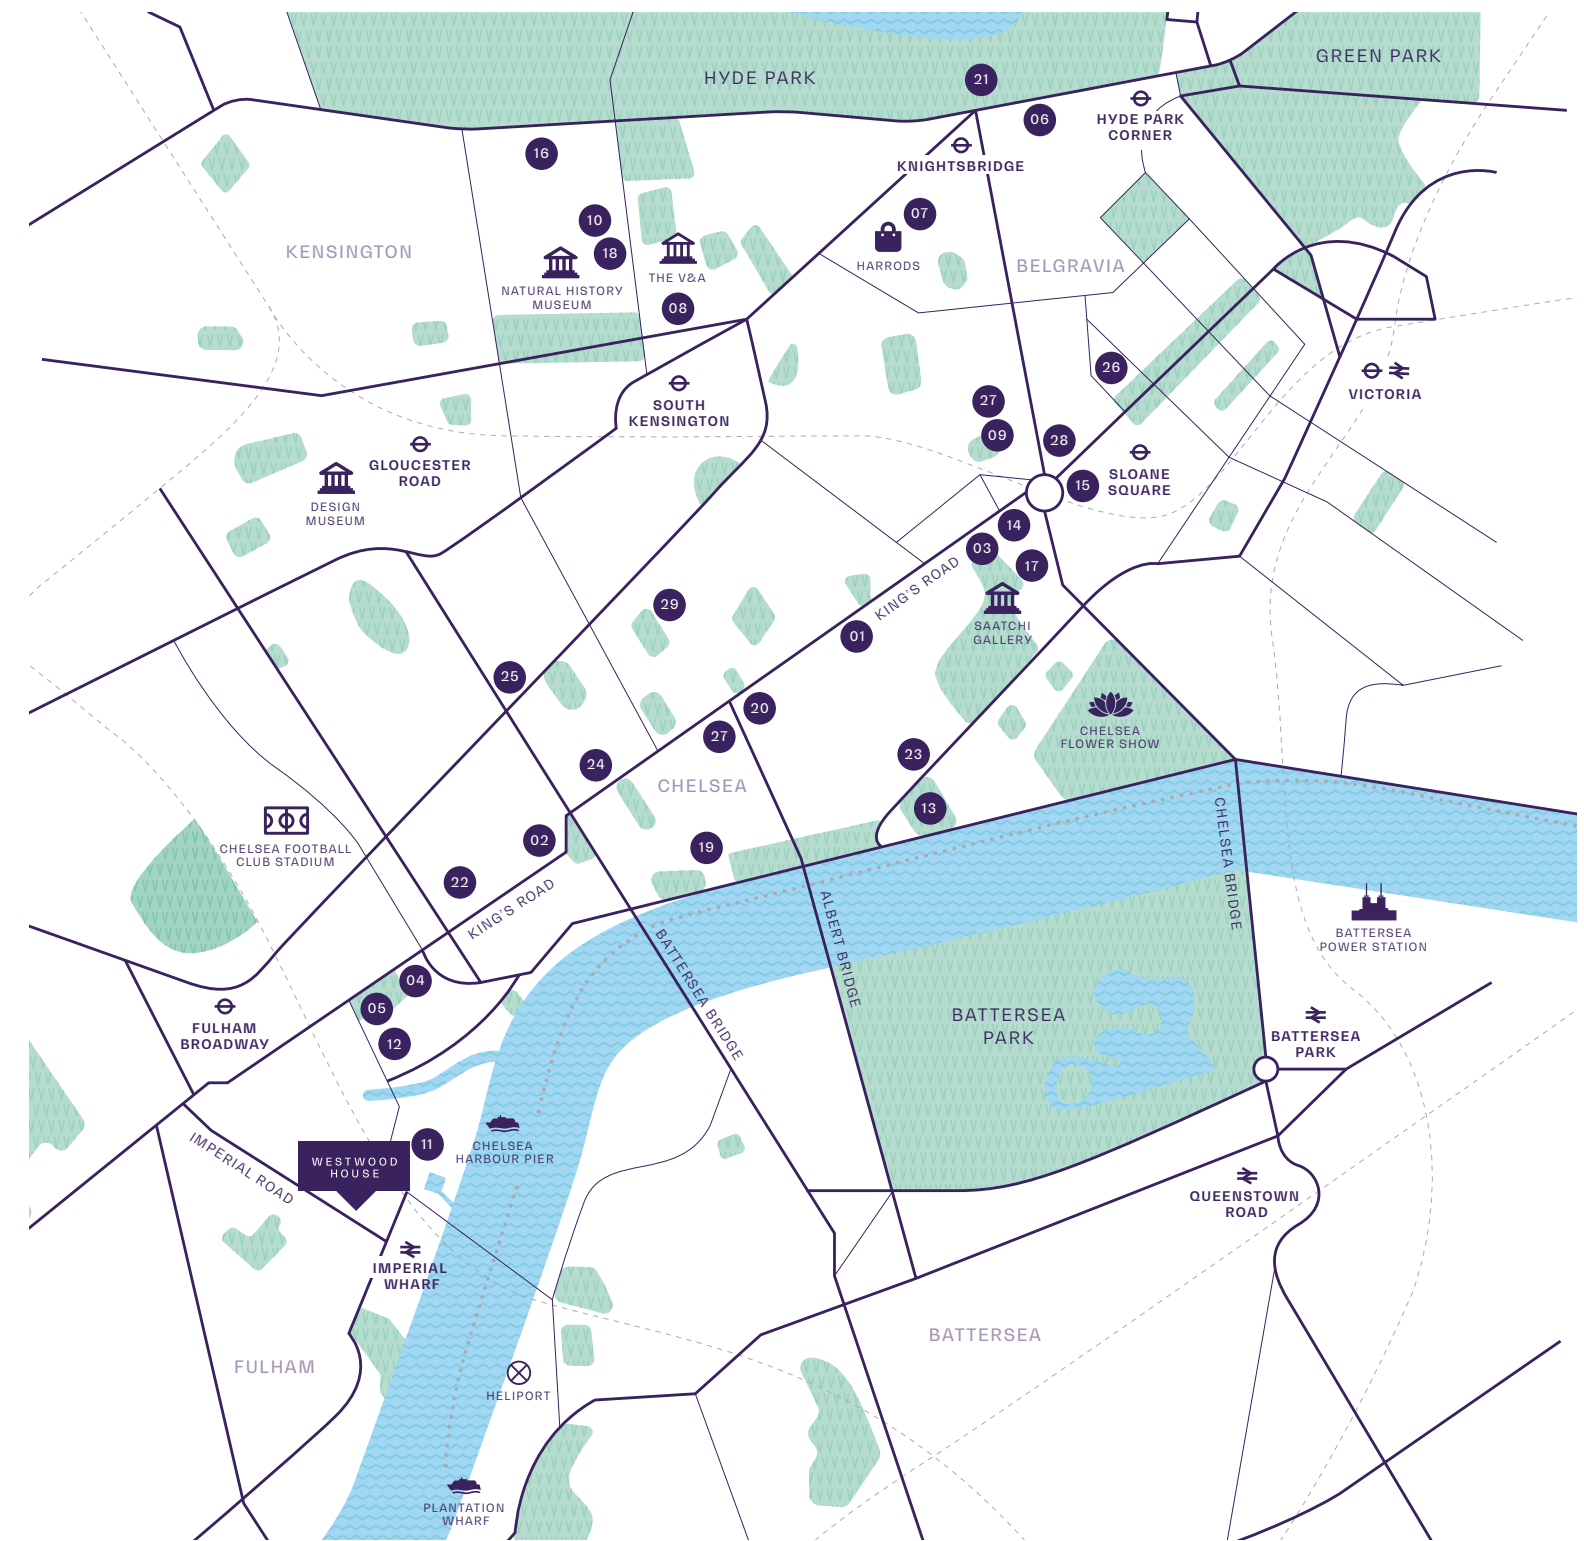 GREEN PARK
HYDE PARK
21
HYDE PARK
CORNER
06
16
KNIGHTSBRIDGE
10
07
KENSINGTON
18
HARRODS
BELGRAVIA
THE V&A
NATURAL HISTORY
MUSEUM
08
26
VICTORIA
27
SOUTH
KENSINGTON
09
28
GLOUCESTER
ROAD
SLOANE
SQUARE
15
DESIGN
MUSEUM
14
03
17
KING'S ROAD
29
01
SAATCHI
GALLERY
25
20
27
CHELSEA
FLOWER SHOW
23
24
CHELSEA
13
02
19
CHELSEA FOOTBALL
CLUB STADIUM
CHELSEA BRIDGE
22
KING'S ROAD
ALBERT BRIDGE
BATTERSEA
POWER STATION
BATTERSEA BRIDGE
04
05
BATTERSEA
PARK
FULHAM
BROADWAY
12
BATTERSEA
PARK
11
CHELSEA
HARBOUR PIER
IMPERIAL ROAD
WESTWOOD
HOUSE
QUEENSTOWN
ROAD
IMPERIAL
WHARF
BATTERSEA
FULHAM
HELIPORT
PLANTATION
WHARF